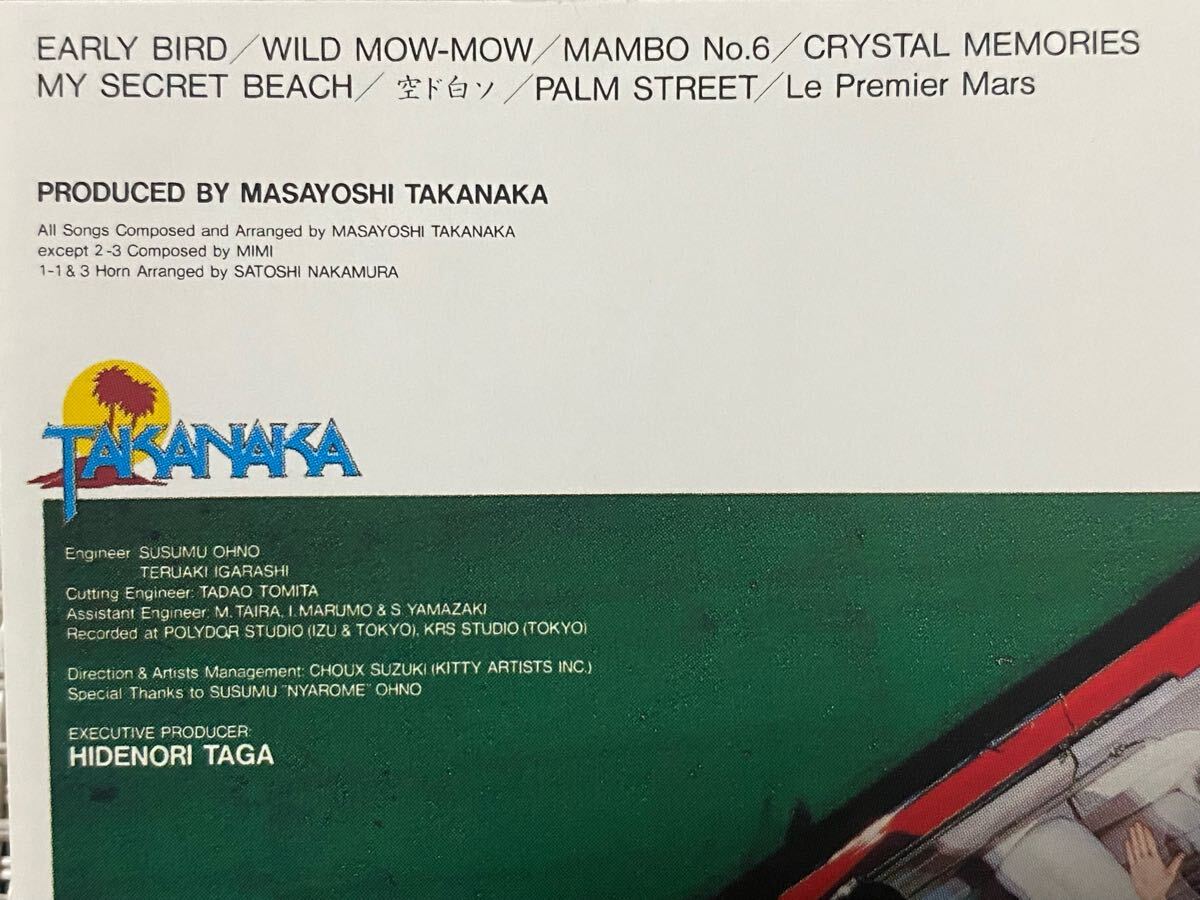 EARLY BIRD/WILD MOW-MOW/MAMBO No.6/CRYSTAL MEMORIES
MY SECRET BEACH/空ド白ソ/PALM STREET/Le Premier Mars
PRODUCED BY MASAYOSHI TAKANAKA
All Songs Composed and Arranged by MASAYOSHI TAKANAKA
except 2-3 Composed by MIMI
1-1 & 3 Horn Arranged by SATOSHI NAKAMURA
TAKANAKA
Engineer SUSUMU OHNO
TERUAKI IGARASHI
Cutting Engineer: TADAO TOMITA
Assistant Engineer: M. TAIRA, I. MARUMO & S. YAMAZAKI
Recorded at POLYDOR STUDIO (IZU & TOKYO), KRS STUDIO (TOKYO)
Direction & Artists Management: CHOUX SUZUKI (KITTY ARTISTS INC.)
Special Thanks to SUSUMU "NYAROME" OHNO
EXECUTIVE PRODUCER:
HIDENORI TAGA